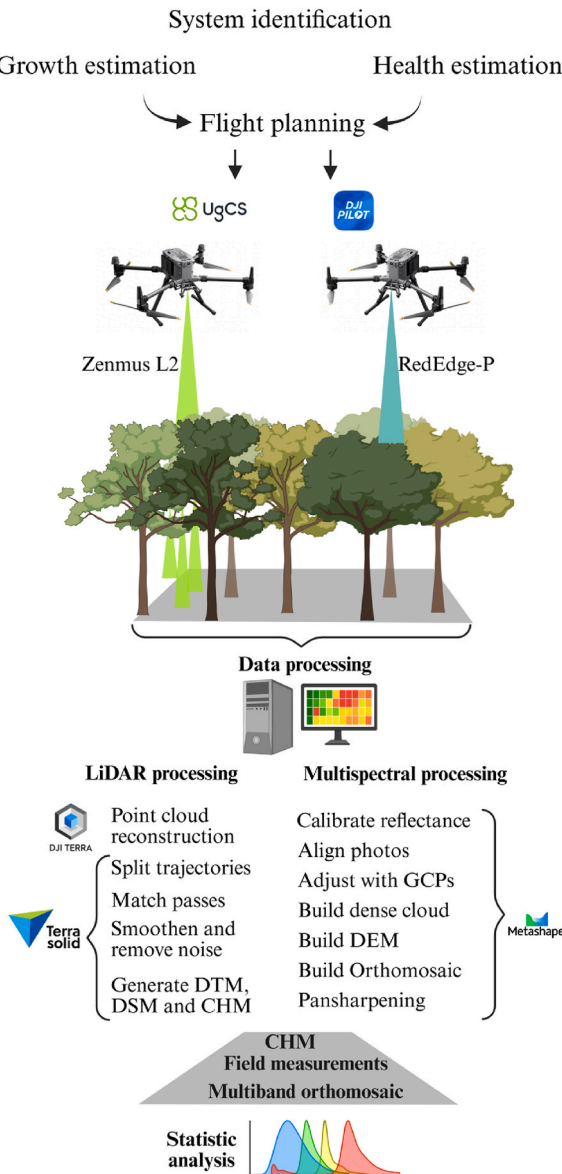 System identification
Growth estimation
Health estimation
Flight planning
UgCS
DJI
PILOT
Zenmus L2
RedEdge-P
Data processing
LiDAR processing
Multispectral processing
Point cloud
reconstruction
DJI TERRA
Split trajectories
Match passes
Smoothen and
remove noise
Generate DTM,
DSM and CHM
Terra
solid
Calibrate reflectance
Align photos
Adjust with GCPs
Build dense cloud
Build DEM
Build Orthomosaic
Pansharpening
Metashape
CHM
Field measurements
Multiband orthomosaic
Statistic
analysis